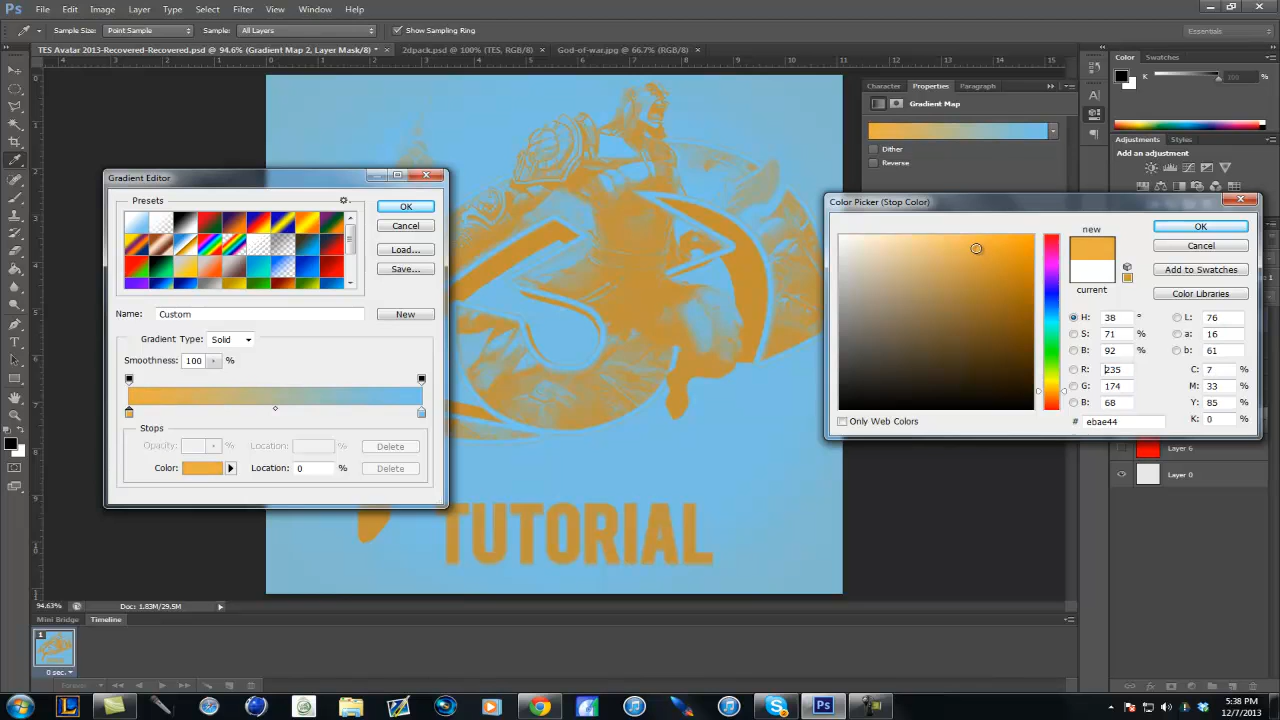 Ps File Edit Image Layer Type Select Filter View Window Help
Sample Size: Point Sample Sample: All Layers Show Sampling Ring Essentials
TES Avatar 2013-Recovered-Recovered.psd @ 94.6% (Gradient Map 2, Layer Mask/8) * × 2dpack.psd @ 100% (TES, RGB/8) × God-of-war.jpg @ 66.7% (RGB/8) ×
Color Swatches
K 100 %
Character Properties Paragraph
Gradient Map
Dither
Reverse
Adjustments Styles
Add an adjustment
Gradient Editor
Presets
OK
Cancel
Load...
Save...
Name: Custom
New
Gradient Type: Solid
Smoothness: 100 %
Stops
Opacity: % Location: % Delete
Color: Location: 0 % Delete
Color Picker (Stop Color)
new
current
OK
Cancel
Add to Swatches
Color Libraries
H: 38 °
S: 71 %
B: 92 %
R: 235
G: 174
B: 68
L: 76
a: 16
b: 61
C: 7 %
M: 33 %
Y: 85 %
K: 0 %
Only Web Colors
# ebae44
Layer 6
Layer 0
TUTORIAL
94.63% Doc: 1.83M/29.5M
Mini Bridge Timeline
1
0 sec.
Forever
5:38 PM
12/7/2013